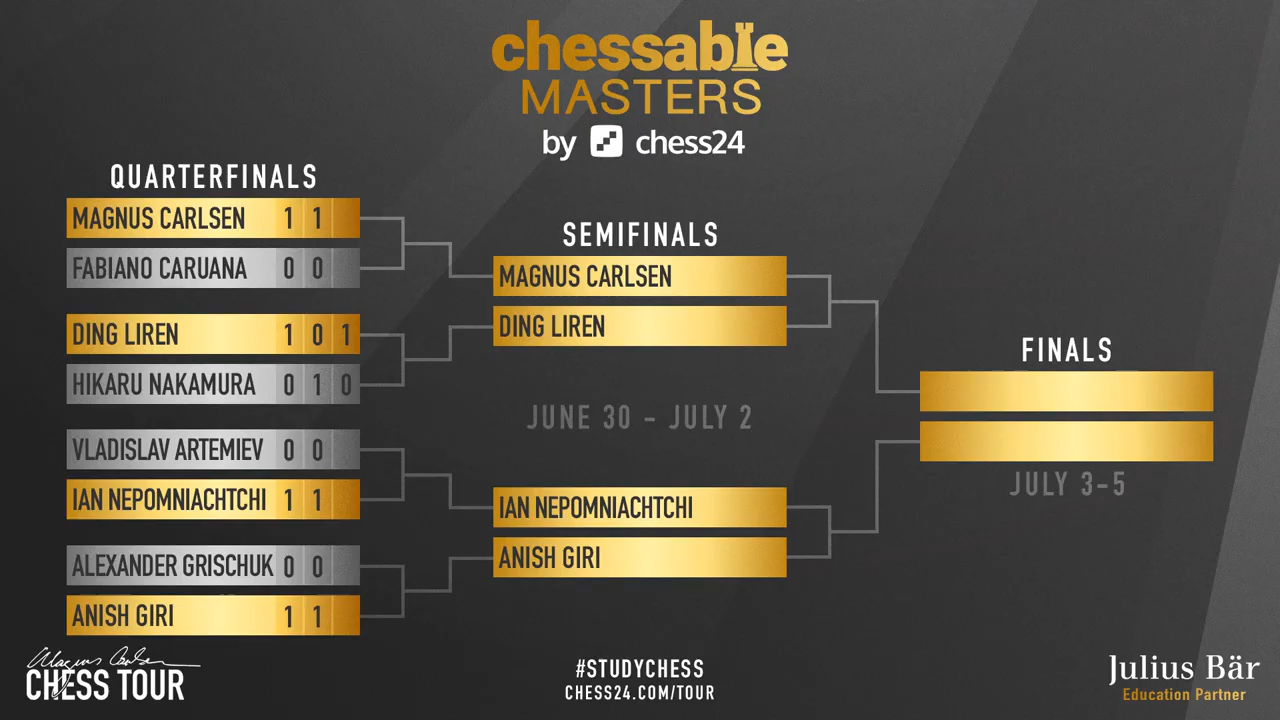 chessable
MASTERS
by chess24
QUARTERFINALS
MAGNUS CARLSEN 1 1
FABIANO CARUANA 0 0
DING LIREN 1 0 1
HIKARU NAKAMURA 0 1 0
VLADISLAV ARTEMIEV 0 0
IAN NEPOMNIACHTCHI 1 1
ALEXANDER GRISCHUK 0 0
ANISH GIRI 1 1
SEMIFINALS
MAGNUS CARLSEN
DING LIREN
JUNE 30 - JULY 2
IAN NEPOMNIACHTCHI
ANISH GIRI
FINALS
JULY 3-5
Magnus Carlsen
CHESS TOUR
#STUDYCHESS
CHESS24.COM/TOUR
Julius Bär
Education Partner